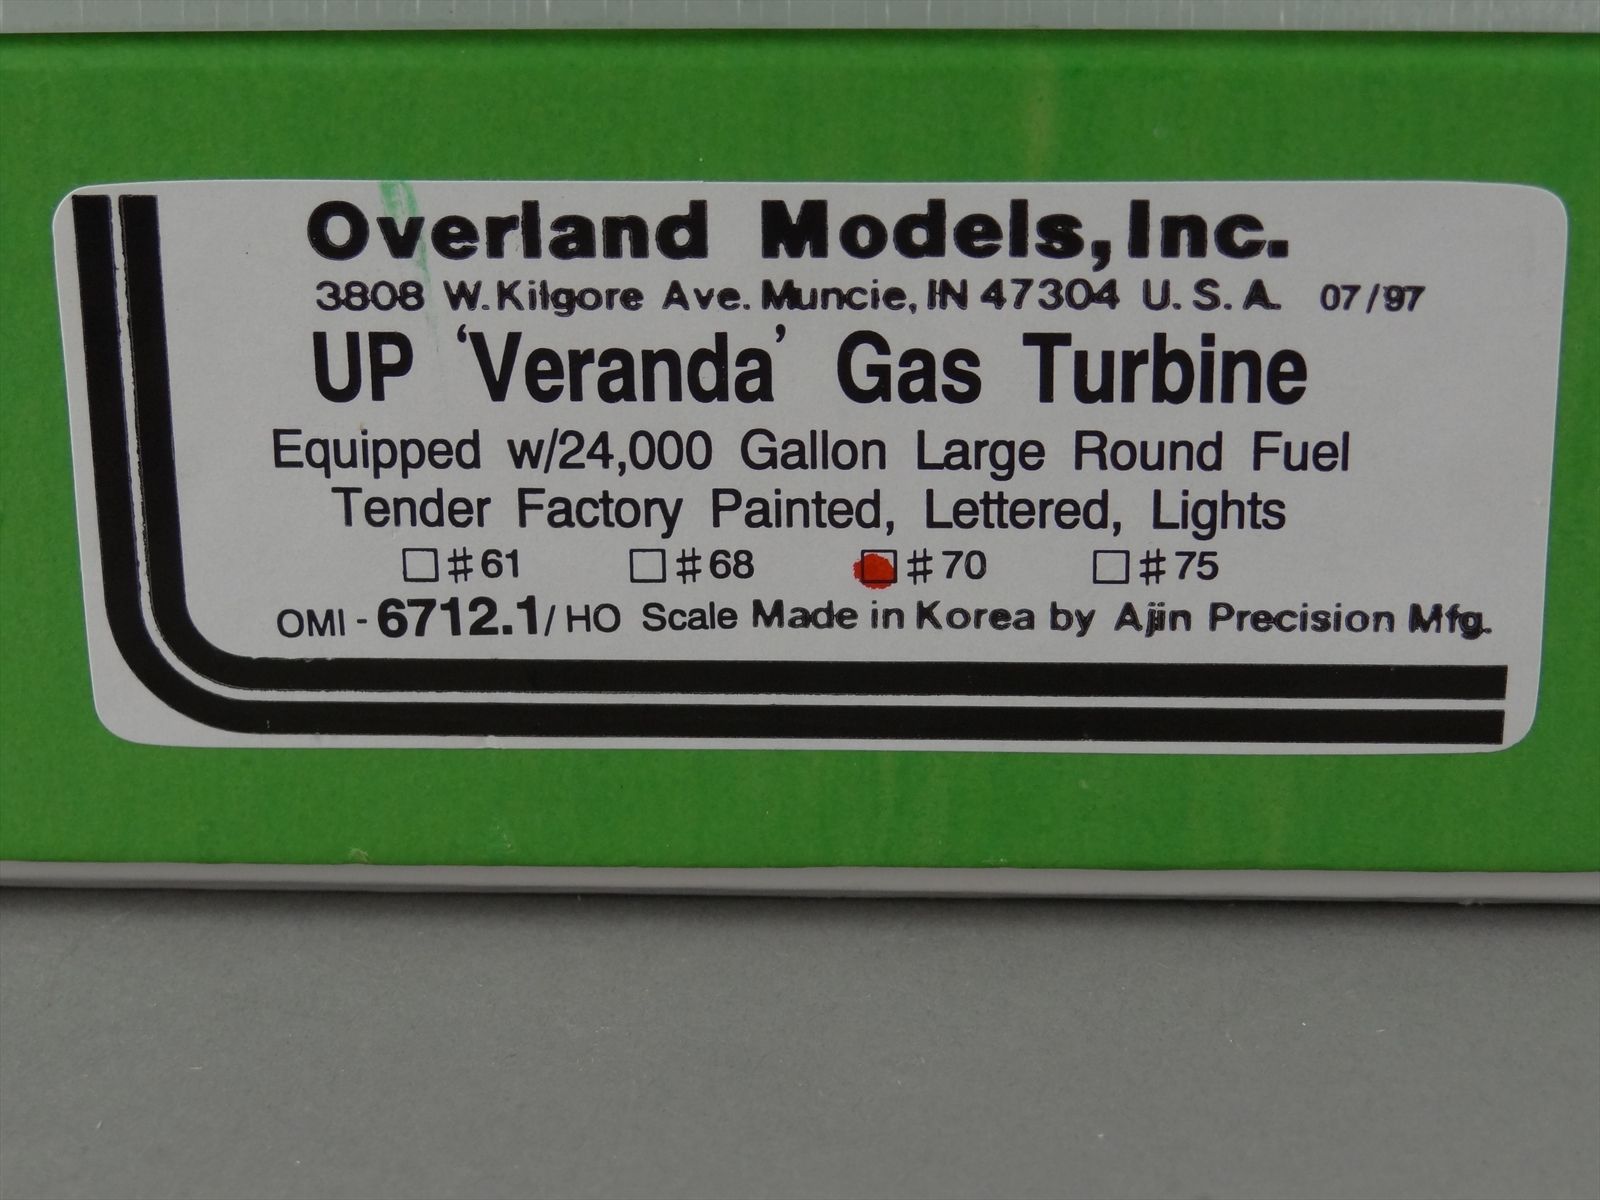 Overland Models, Inc.
3808 W. Kilgore Ave. Muncie, IN 47304 U.S.A. 07/97
UP 'Veranda' Gas Turbine
Equipped w/24,000 Gallon Large Round Fuel
Tender Factory Painted, Lettered, Lights
☐ #61 ☐ #68 ☐ #70 ☐ #75
OMI - 6712.1/ HO Scale Made in Korea by Ajin Precision Mfg.